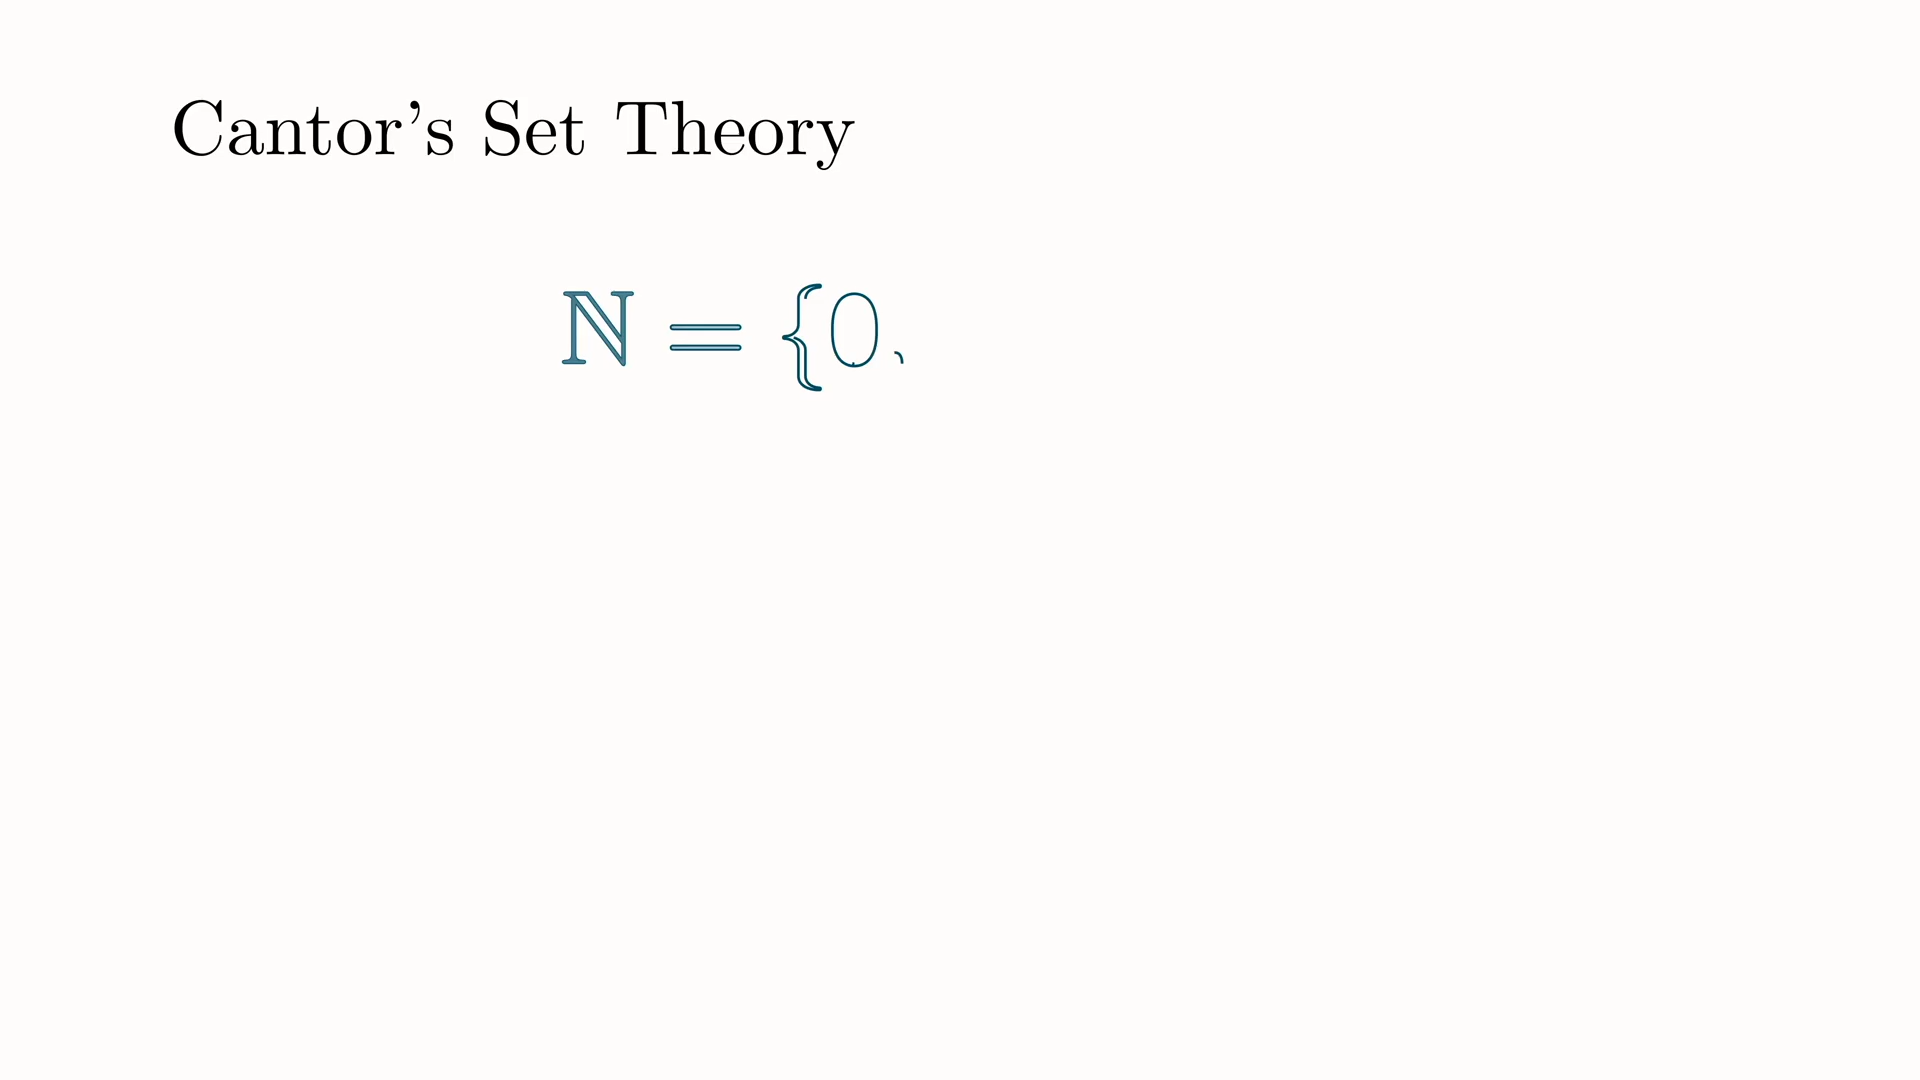 Cantor's Set Theory
ℕ = {0,